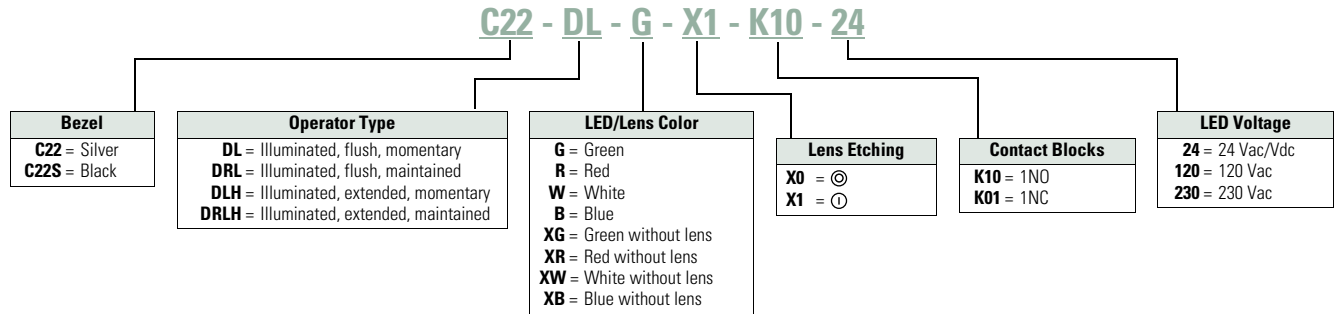 C22 - DL - G - X1 - K10 - 24
Bezel
C22 = Silver
C22S = Black
Operator Type
DL = Illuminated, flush, momentary
DRL = Illuminated, flush, maintained
DLH = Illuminated, extended, momentary
DRLH = Illuminated, extended, maintained
LED/Lens Color
G = Green
R = Red
W = White
B = Blue
XG = Green without lens
XR = Red without lens
XW = White without lens
XB = Blue without lens
Lens Etching
X0 = ◎
X1 = Ⓘ
Contact Blocks
K10 = 1NO
K01 = 1NC
LED Voltage
24 = 24 Vac/Vdc
120 = 120 Vac
230 = 230 Vac